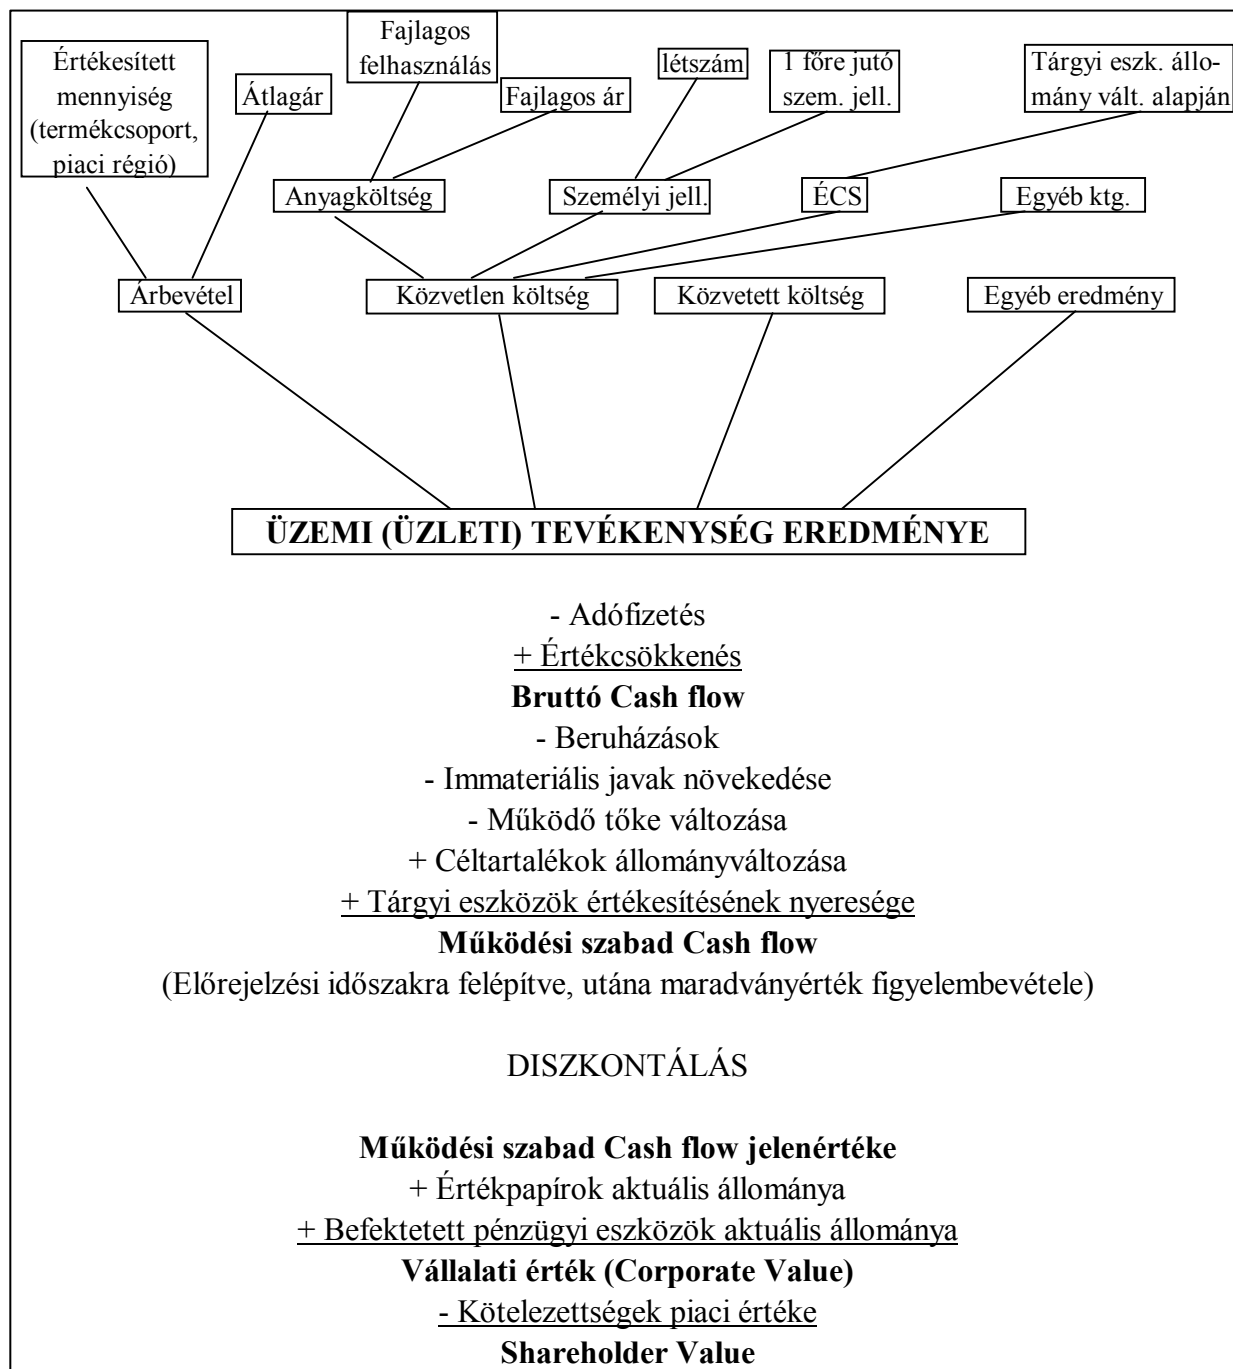 Értékesített
mennyiség
(termékcsoport,
piaci régió)
Átlagár
Fajlagos
felhasználás
Fajlagos ár
létszám
1 főre jutó
szem. jell.
Tárgyi eszk. állo-
mány vált. alapján
Anyagköltség
Személyi jell.
ÉCS
Egyéb ktg.
Árbevétel
Közvetlen költség
Közvetett költség
Egyéb eredmény
ÜZEMI (ÜZLETI) TEVÉKENYSÉG EREDMÉNYE
- Adófizetés
+ Értékcsökkenés
Bruttó Cash flow
- Beruházások
- Immateriális javak növekedése
- Működő tőke változása
+ Céltartalékok állományváltozása
+ Tárgyi eszközök értékesítésének nyeresége
Működési szabad Cash flow
(Előrejelzési időszakra felépítve, utána maradványérték figyelembevétele)
DISZKONTÁLÁS
Működési szabad Cash flow jelenértéke
+ Értékpapírok aktuális állománya
+ Befektetett pénzügyi eszközök aktuális állománya
Vállalati érték (Corporate Value)
- Kötelezettségek piaci értéke
Shareholder Value